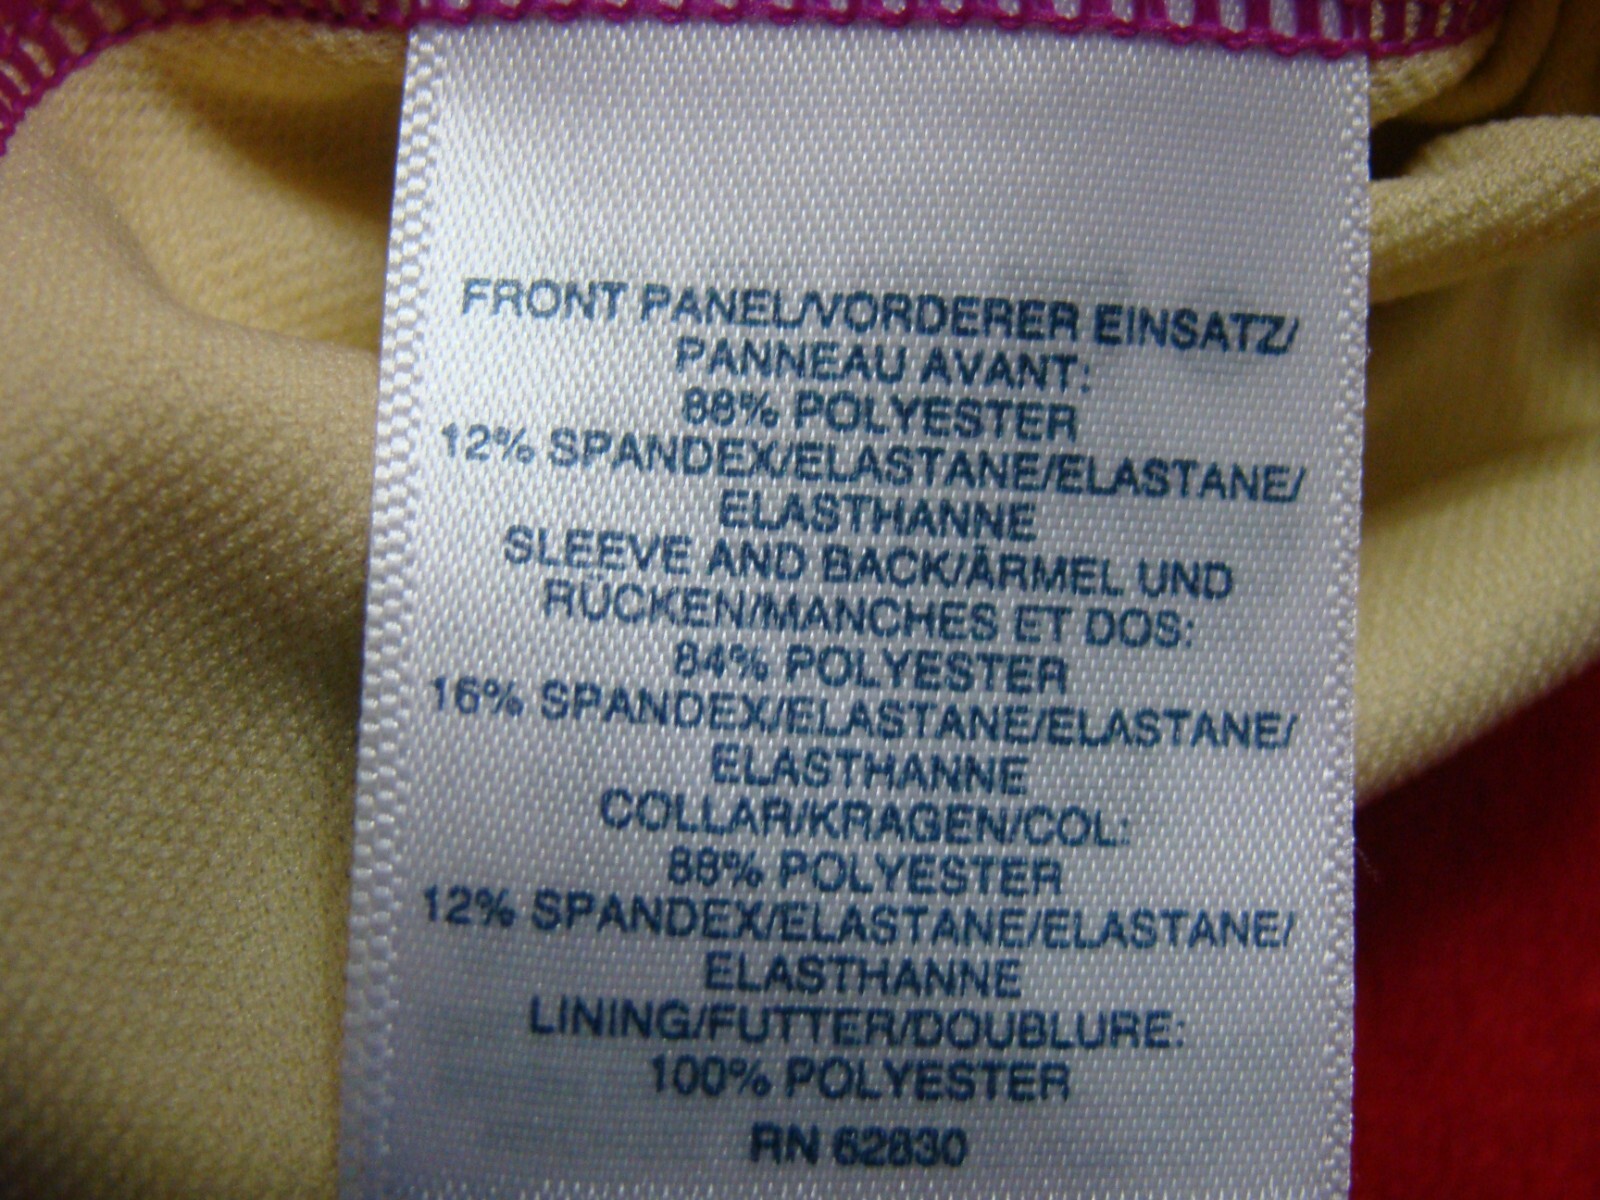 FRONT PANEL/VORDERER EINSATZ/
PANNEAU AVANT:
88% POLYESTER
12% SPANDEX/ELASTANE/ELASTANE/
ELASTHANNE
SLEEVE AND BACK/ÄRMEL UND
RÜCKEN/MANCHES ET DOS:
84% POLYESTER
16% SPANDEX/ELASTANE/ELASTANE/
ELASTHANNE
COLLAR/KRAGEN/COL:
88% POLYESTER
12% SPANDEX/ELASTANE/ELASTANE/
ELASTHANNE
LINING/FUTTER/DOUBLURE:
100% POLYESTER
RN 62830